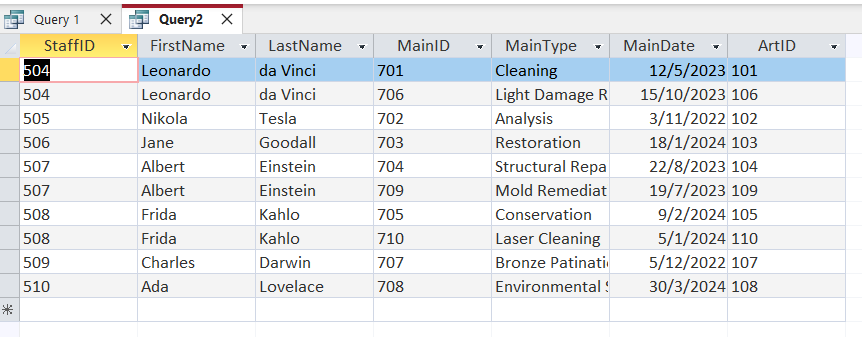 Query 1 Query2
StaffID FirstName LastName MainID MainType MainDate ArtID
504 Leonardo da Vinci 701 Cleaning 12/5/2023 101
504 Leonardo da Vinci 706 Light Damage R 15/10/2023 106
505 Nikola Tesla 702 Analysis 3/11/2022 102
506 Jane Goodall 703 Restoration 18/1/2024 103
507 Albert Einstein 704 Structural Repa 22/8/2023 104
507 Albert Einstein 709 Mold Remediat 19/7/2023 109
508 Frida Kahlo 705 Conservation 9/2/2024 105
508 Frida Kahlo 710 Laser Cleaning 5/1/2024 110
509 Charles Darwin 707 Bronze Patinati 5/12/2022 107
510 Ada Lovelace 708 Environmental S 30/3/2024 108